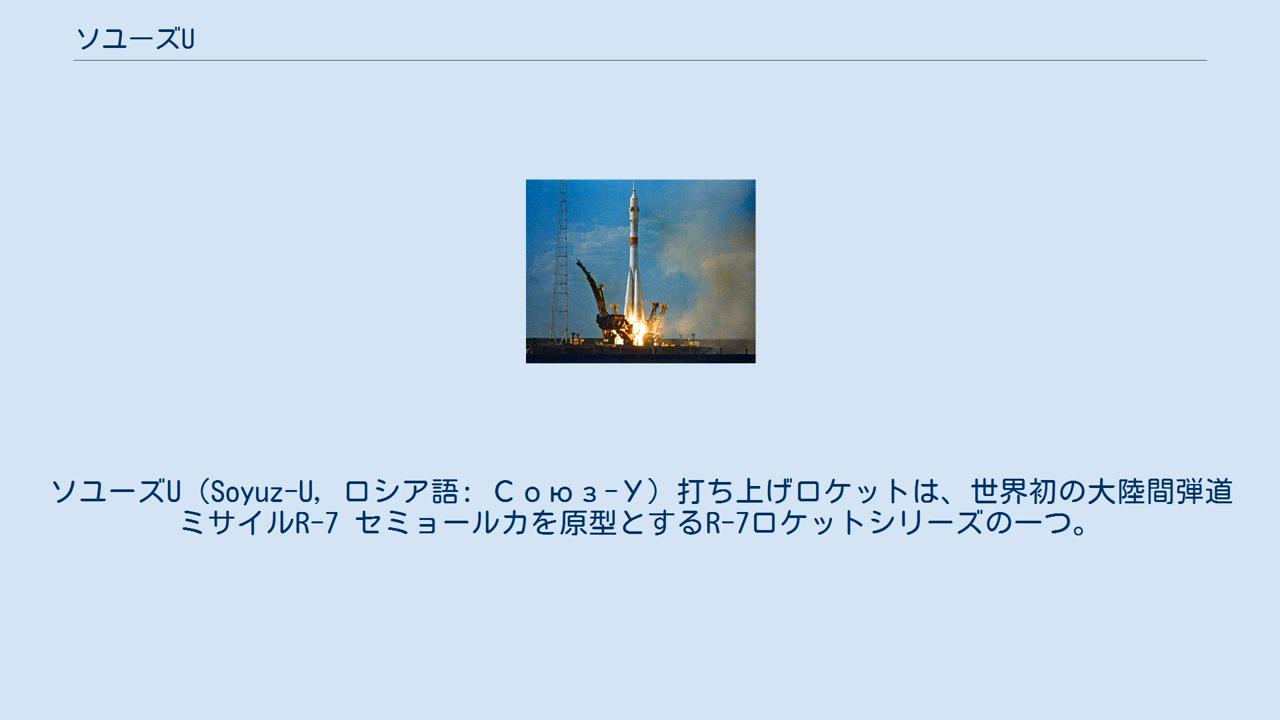 ソユーズU
ソユーズU（Soyuz-U, ロシア語: Союз-У）打ち上げロケットは、世界初の大陸間弾道
ミサイルR-7 セミョールカを原型とするR-7ロケットシリーズの一つ。